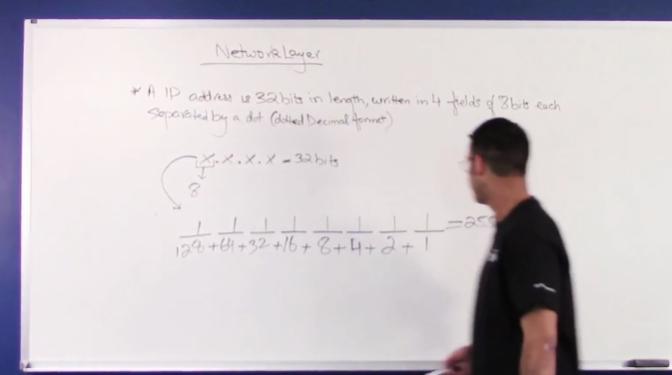 Network Layer
* A IP address is 32 bits in length, written in 4 fields of 8 bits each
separated by a dot (dotted Decimal format)
X . X . X . X = 32 bits
8
1 1 1 1 1 1 1 1 = 255
128 + 64 + 32 + 16 + 8 + 4 + 2 + 1